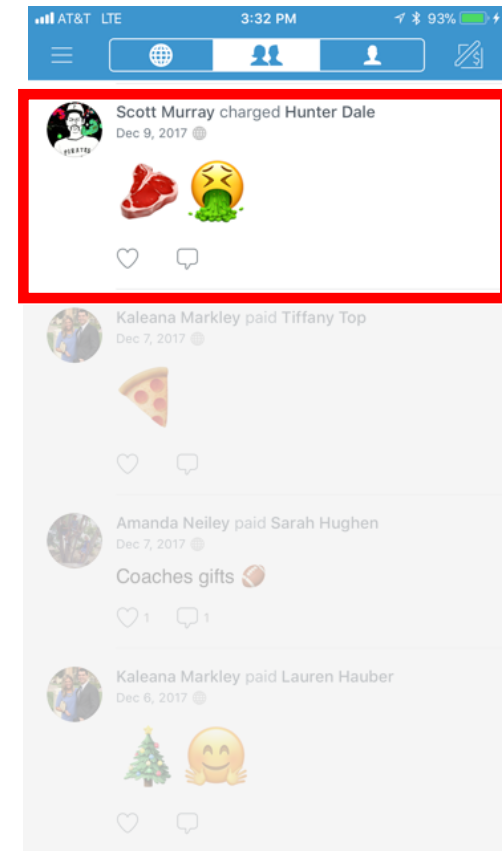 AT&T LTE 3:32 PM 93%
Scott Murray charged Hunter Dale
Dec 9, 2017
PIRATES
Kaleana Markley paid Tiffany Top
Dec 7, 2017
Amanda Neiley paid Sarah Hughen
Dec 7, 2017
Coaches gifts
1 1
Kaleana Markley paid Lauren Hauber
Dec 6, 2017